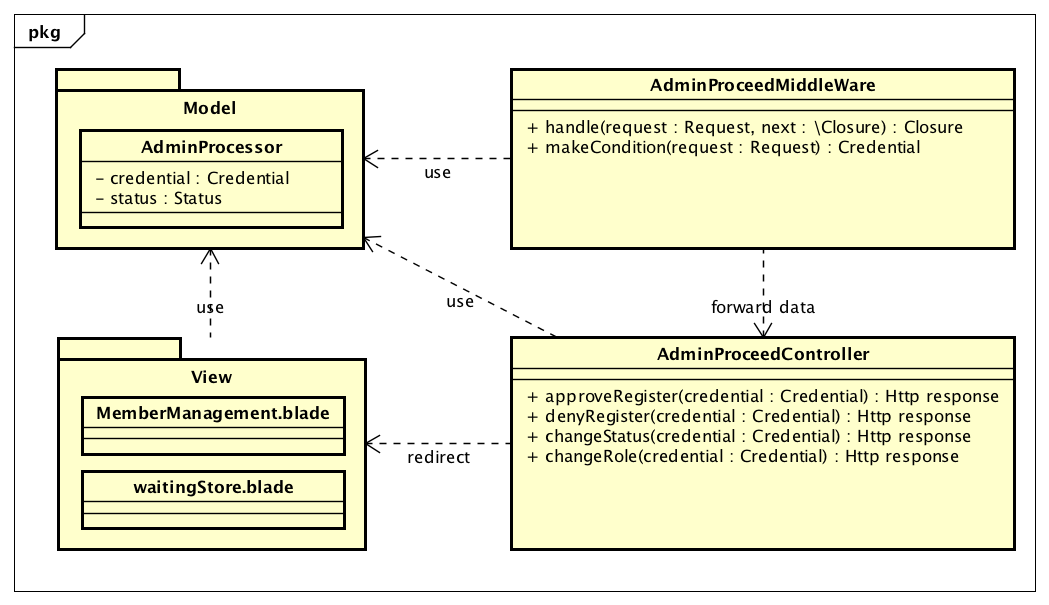 pkg
Model
AdminProcessor
- credential : Credential
- status : Status
AdminProceedMiddleWare
+ handle(request : Request, next : \Closure) : Closure
+ makeCondition(request : Request) : Credential
use
use
use
forward data
View
MemberManagement.blade
waitingStore.blade
redirect
AdminProceedController
+ approveRegister(credential : Credential) : Http response
+ denyRegister(credential : Credential) : Http response
+ changeStatus(credential : Credential) : Http response
+ changeRole(credential : Credential) : Http response